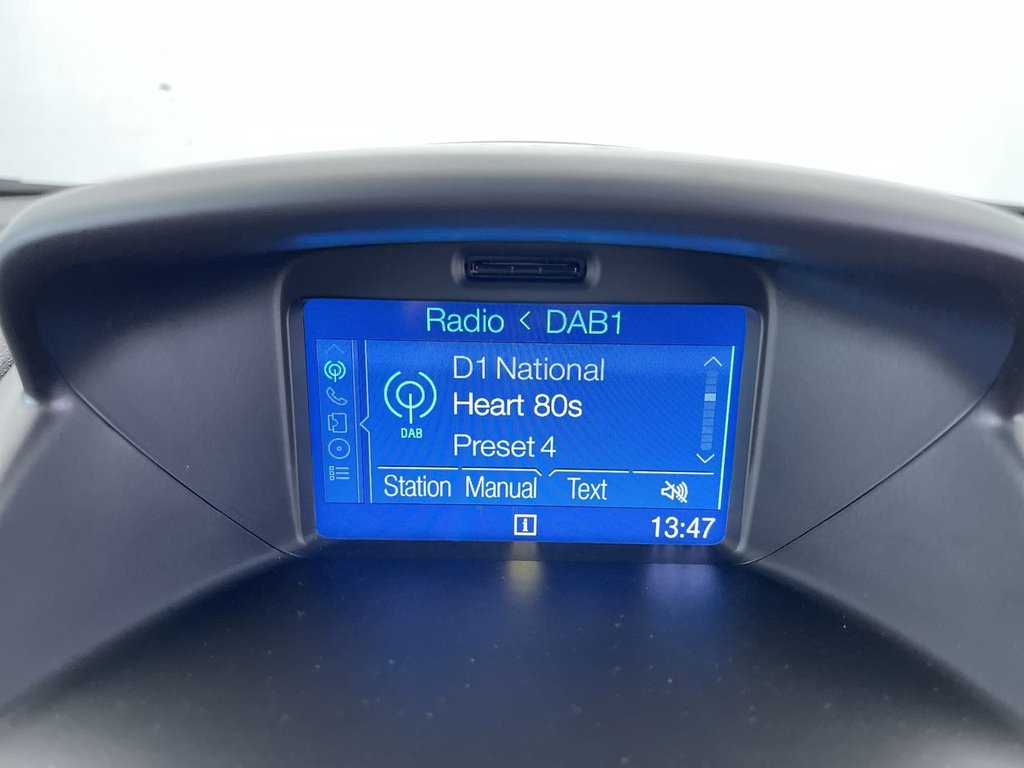 Radio < DAB1
D1 National
Heart 80s
DAB
Preset 4
Station Manual Text
i 13:47